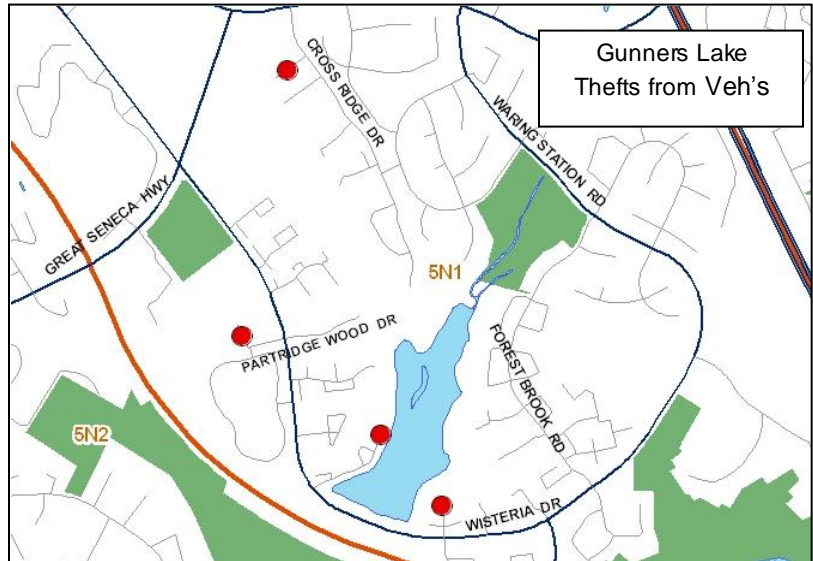 Gunners Lake
Thefts from Veh's
CROSS RIDGE DR
WARING STATION RD
GREAT SENECA HWY
5N1
PARTRIDGE WOOD DR
FOREST BROOK RD
5N2
WISTERIA DR